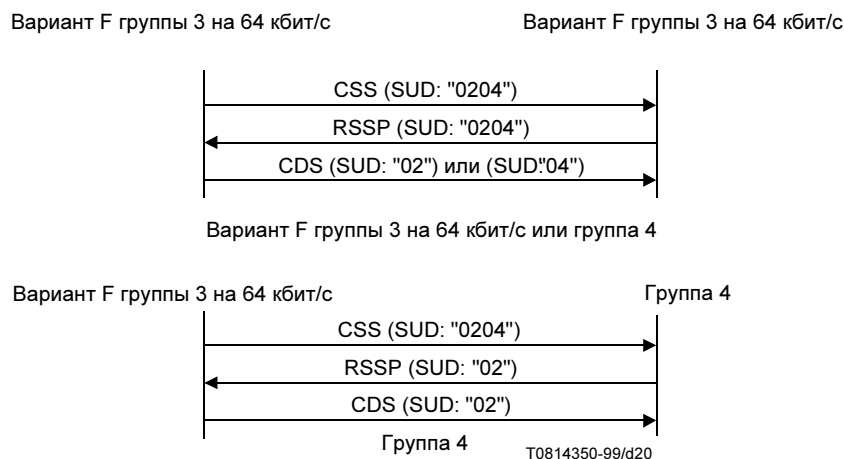 Вариант F группы 3 на 64 кбит/с
Вариант F группы 3 на 64 кбит/с
CSS (SUD: "0204")
RSSP (SUD: "0204")
CDS (SUD: "02") или (SUD:"04")
Вариант F группы 3 на 64 кбит/с или группа 4
Вариант F группы 3 на 64 кбит/с
Группа 4
CSS (SUD: "0204")
RSSP (SUD: "02")
CDS (SUD: "02")
Группа 4
T0814350-99/d20